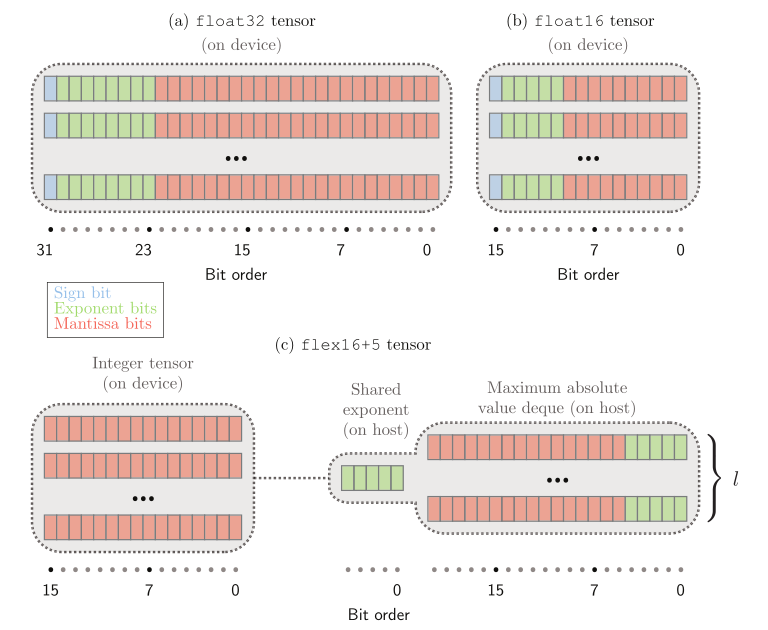 (a) float32 tensor
(on device)
(b) float16 tensor
(on device)
31 23 15 7 0
Bit order
15 7 0
Bit order
Sign bit
Exponent bits
Mantissa bits
(c) flex16+5 tensor
Integer tensor
(on device)
Shared
exponent
(on host)
Maximum absolute
value deque (on host)
l
15 7 0
0
15 7 0
Bit order